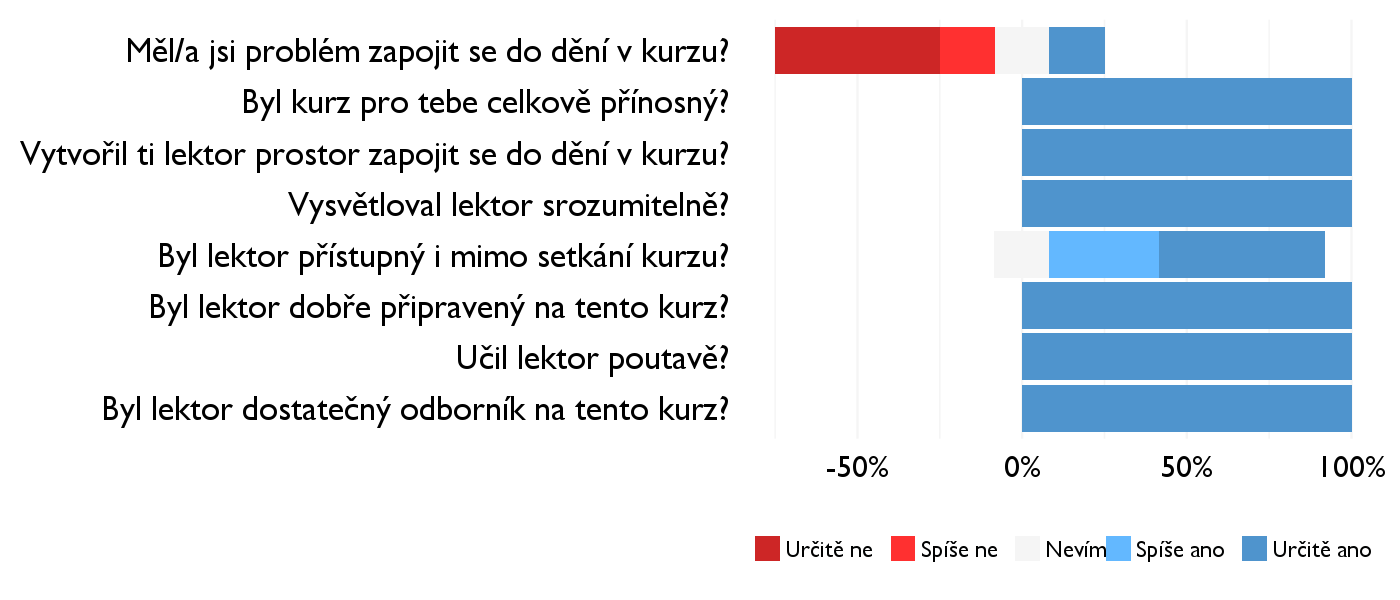 Měl/a jsi problém zapojit se do dění v kurzu?
Byl kurz pro tebe celkově přínosný?
Vytvořil ti lektor prostor zapojit se do dění v kurzu?
Vysvětloval lektor srozumitelně?
Byl lektor přístupný i mimo setkání kurzu?
Byl lektor dobře připravený na tento kurz?
Učil lektor poutavě?
Byl lektor dostatečný odborník na tento kurz?
-50% 0% 50% 100%
Určitě ne Spíše ne Nevím Spíše ano Určitě ano